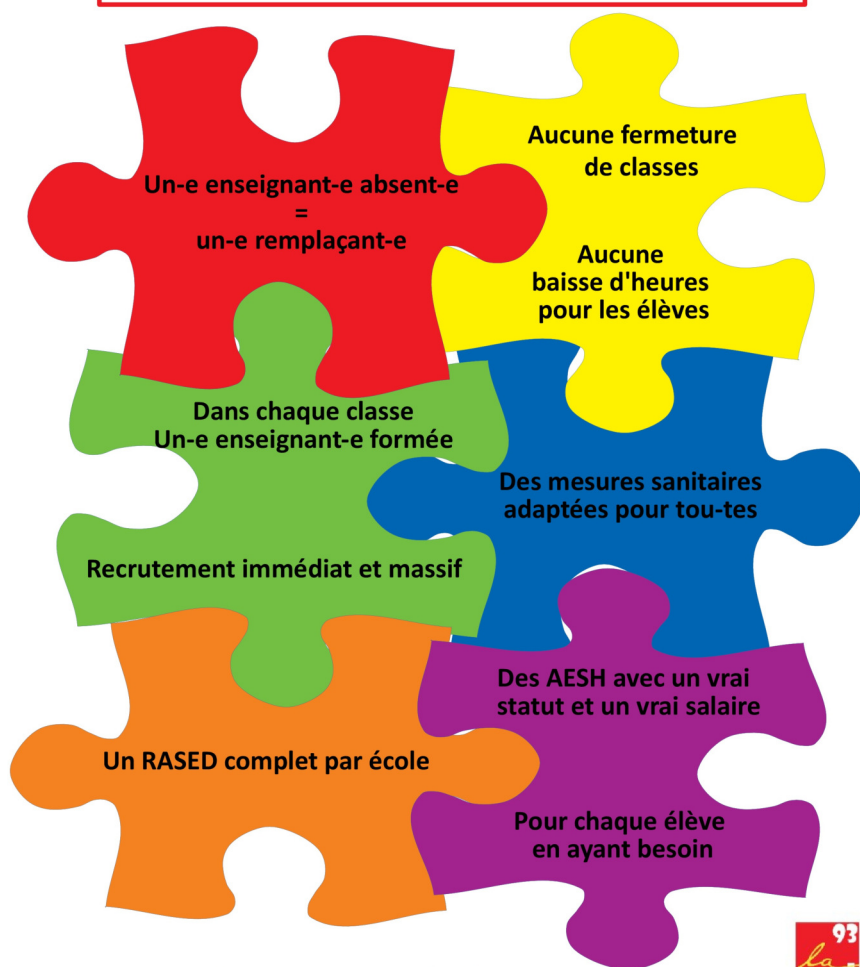 Un-e enseignant-e absent-e
=
un-e remplaçant-e
Aucune fermeture
de classes
Aucune
baisse d'heures
pour les élèves
Dans chaque classe
Un-e enseignant-e formée
Recrutement immédiat et massif
Des mesures sanitaires
adaptées pour tou-tes
Un RASED complet par école
Des AESH avec un vrai
statut et un vrai salaire
Pour chaque élève
en ayant besoin
93
la